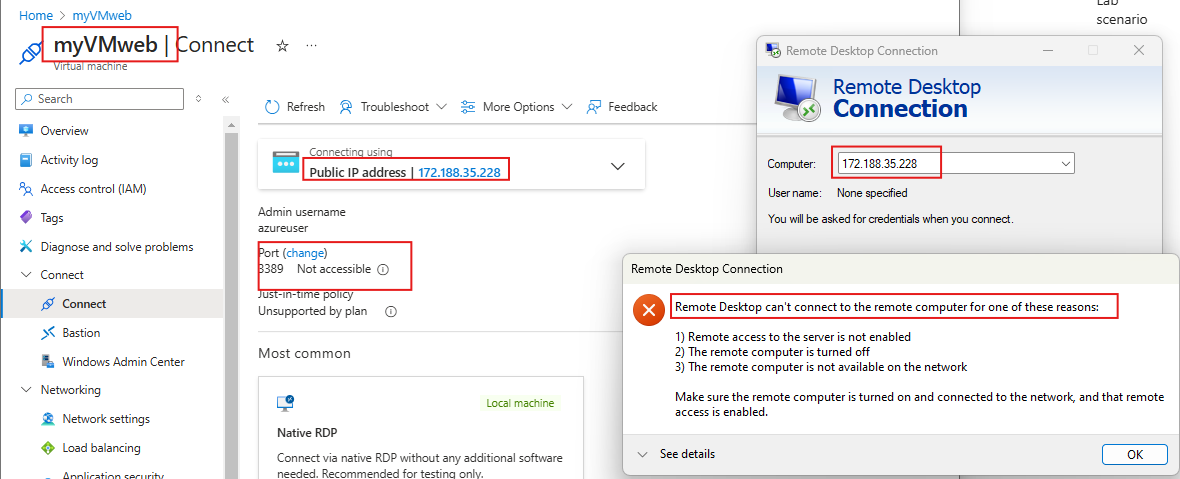 Home > myVMweb >
myVMweb | Connect ☆ ...
Virtual machine
Search
Overview
Activity log
Access control (IAM)
Tags
Diagnose and solve problems
Connect
Connect
Bastion
Windows Admin Center
Networking
Network settings
Load balancing
Application security
Refresh Troubleshoot More Options Feedback
Connecting using
Public IP address | 172.188.35.228
Admin username
azureuser
Port (change)
3389 Not accessible
Just-in-time policy
Unsupported by plan
Most common
Local machine
Native RDP
Connect via native RDP without any additional software
needed. Recommended for testing only.
Lab
scenario
Remote Desktop Connection
Remote Desktop
Connection
Computer: 172.188.35.228
User name: None specified
You will be asked for credentials when you connect.
Remote Desktop Connection
Remote Desktop can't connect to the remote computer for one of these reasons:
1) Remote access to the server is not enabled
2) The remote computer is turned off
3) The remote computer is not available on the network
Make sure the remote computer is turned on and connected to the network, and that remote
access is enabled.
See details OK